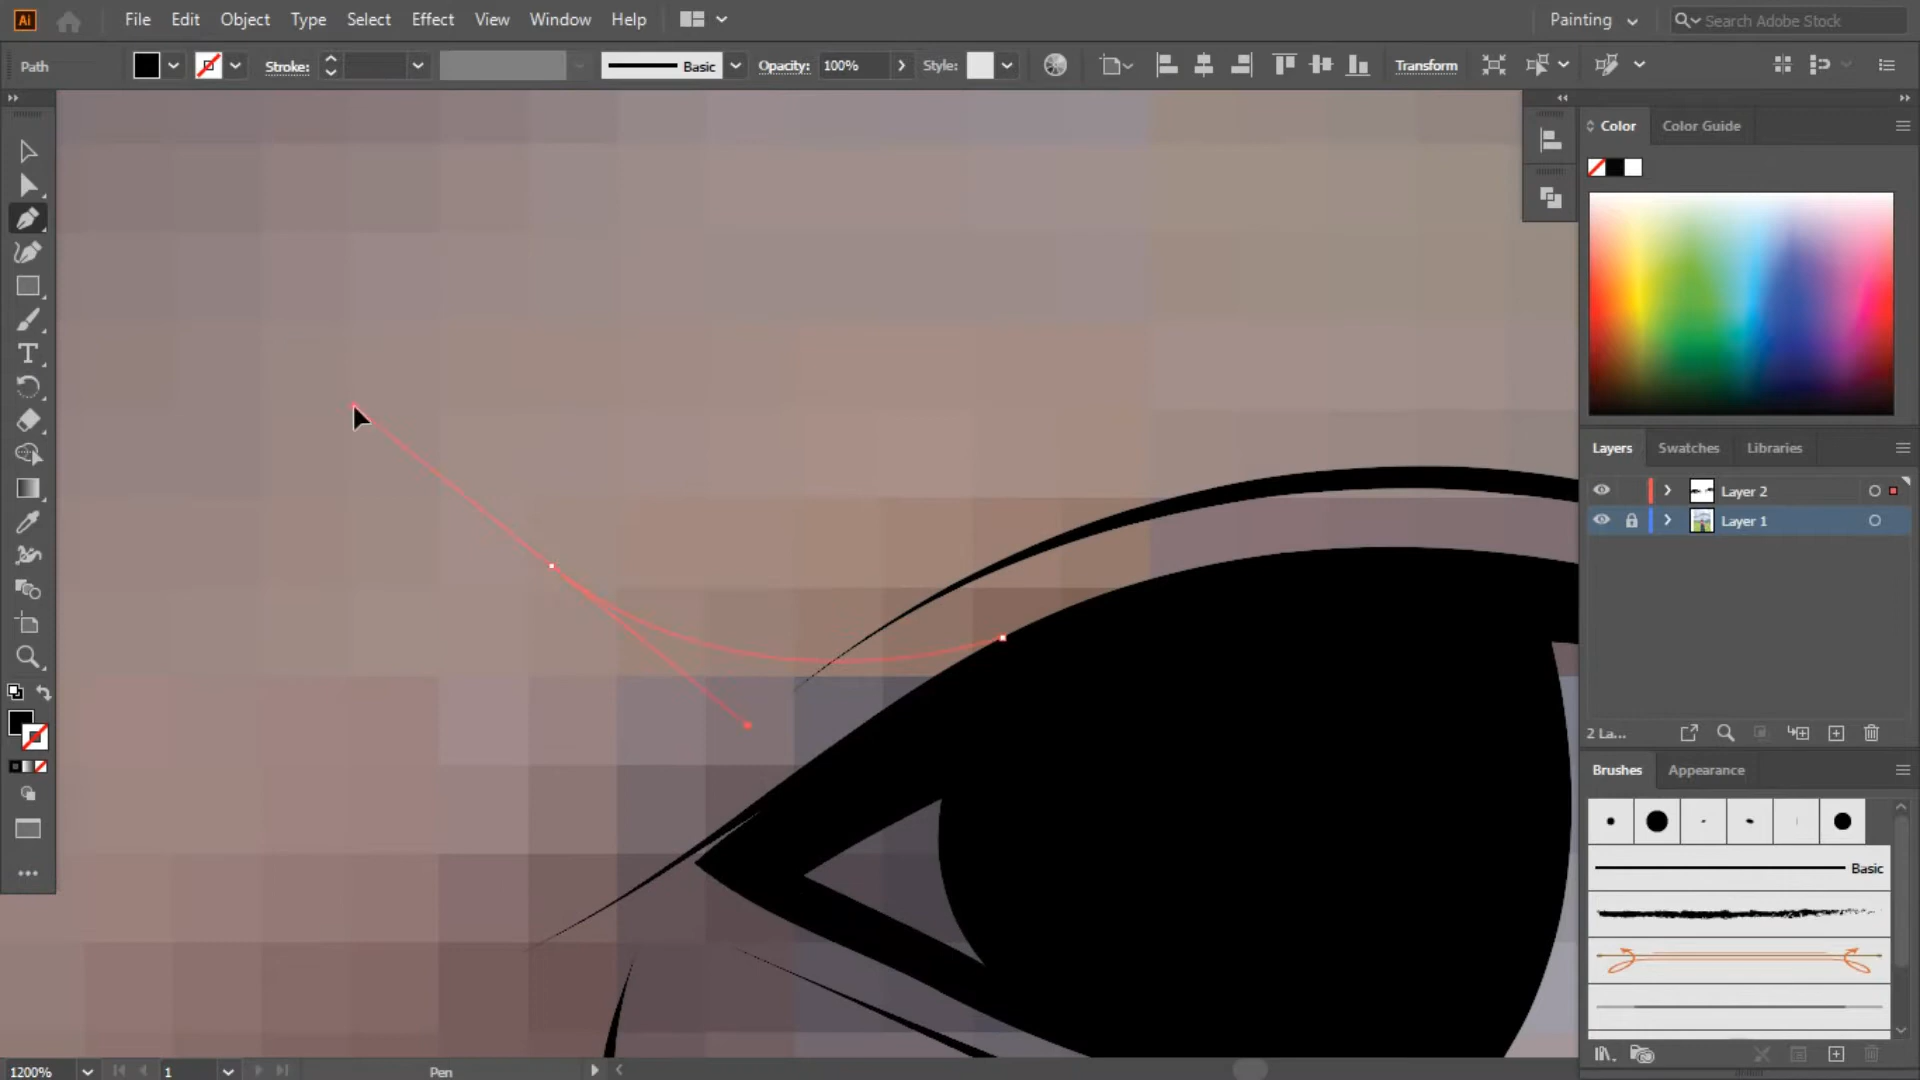 Ai File Edit Object Type Select Effect View Window Help Painting Search Adobe Stock
Path Stroke: Basic Opacity: 100% Style: Transform
Color Color Guide
Layers Swatches Libraries
Layer 2
Layer 1
2 La...
Brushes Appearance
Basic
1200% 1 Pen